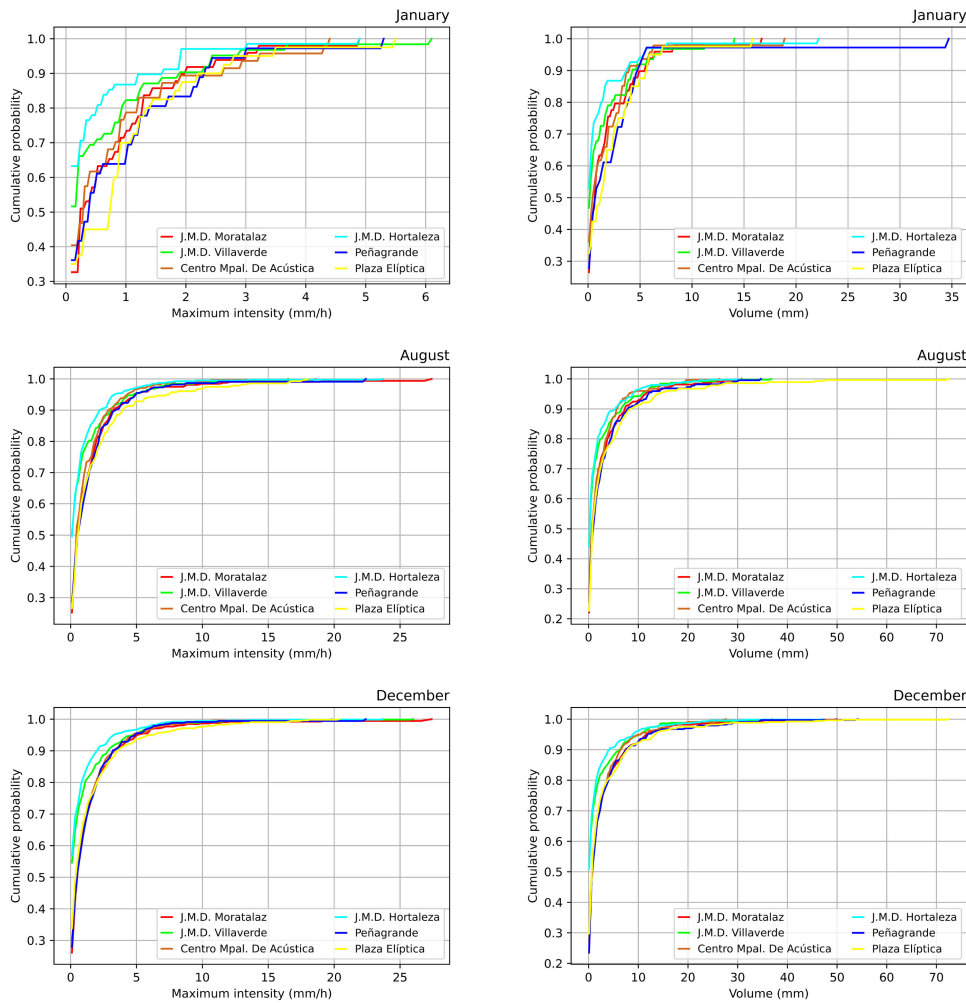 January
Cumulative probability
1.0
0.9
0.8
0.7
0.6
0.5
0.4
0.3
J.M.D. Moratalaz
J.M.D. Villaverde
Centro Mpal. De Acústica
J.M.D. Hortaleza
Peñagrande
Plaza Elíptica
0 1 2 3 4 5 6
Maximum intensity (mm/h)
January
Cumulative probability
1.0
0.9
0.8
0.7
0.6
0.5
0.4
0.3
J.M.D. Moratalaz
J.M.D. Villaverde
Centro Mpal. De Acústica
J.M.D. Hortaleza
Peñagrande
Plaza Elíptica
0 5 10 15 20 25 30 35
Volume (mm)
August
Cumulative probability
1.0
0.9
0.8
0.7
0.6
0.5
0.4
0.3
J.M.D. Moratalaz
J.M.D. Villaverde
Centro Mpal. De Acústica
J.M.D. Hortaleza
Peñagrande
Plaza Elíptica
0 5 10 15 20 25
Maximum intensity (mm/h)
August
Cumulative probability
1.0
0.9
0.8
0.7
0.6
0.5
0.4
0.3
0.2
J.M.D. Moratalaz
J.M.D. Villaverde
Centro Mpal. De Acústica
J.M.D. Hortaleza
Peñagrande
Plaza Elíptica
0 10 20 30 40 50 60 70
Volume (mm)
December
Cumulative probability
1.0
0.9
0.8
0.7
0.6
0.5
0.4
0.3
J.M.D. Moratalaz
J.M.D. Villaverde
Centro Mpal. De Acústica
J.M.D. Hortaleza
Peñagrande
Plaza Elíptica
0 5 10 15 20 25
Maximum intensity (mm/h)
December
Cumulative probability
1.0
0.9
0.8
0.7
0.6
0.5
0.4
0.3
0.2
J.M.D. Moratalaz
J.M.D. Villaverde
Centro Mpal. De Acústica
J.M.D. Hortaleza
Peñagrande
Plaza Elíptica
0 10 20 30 40 50 60 70
Volume (mm)